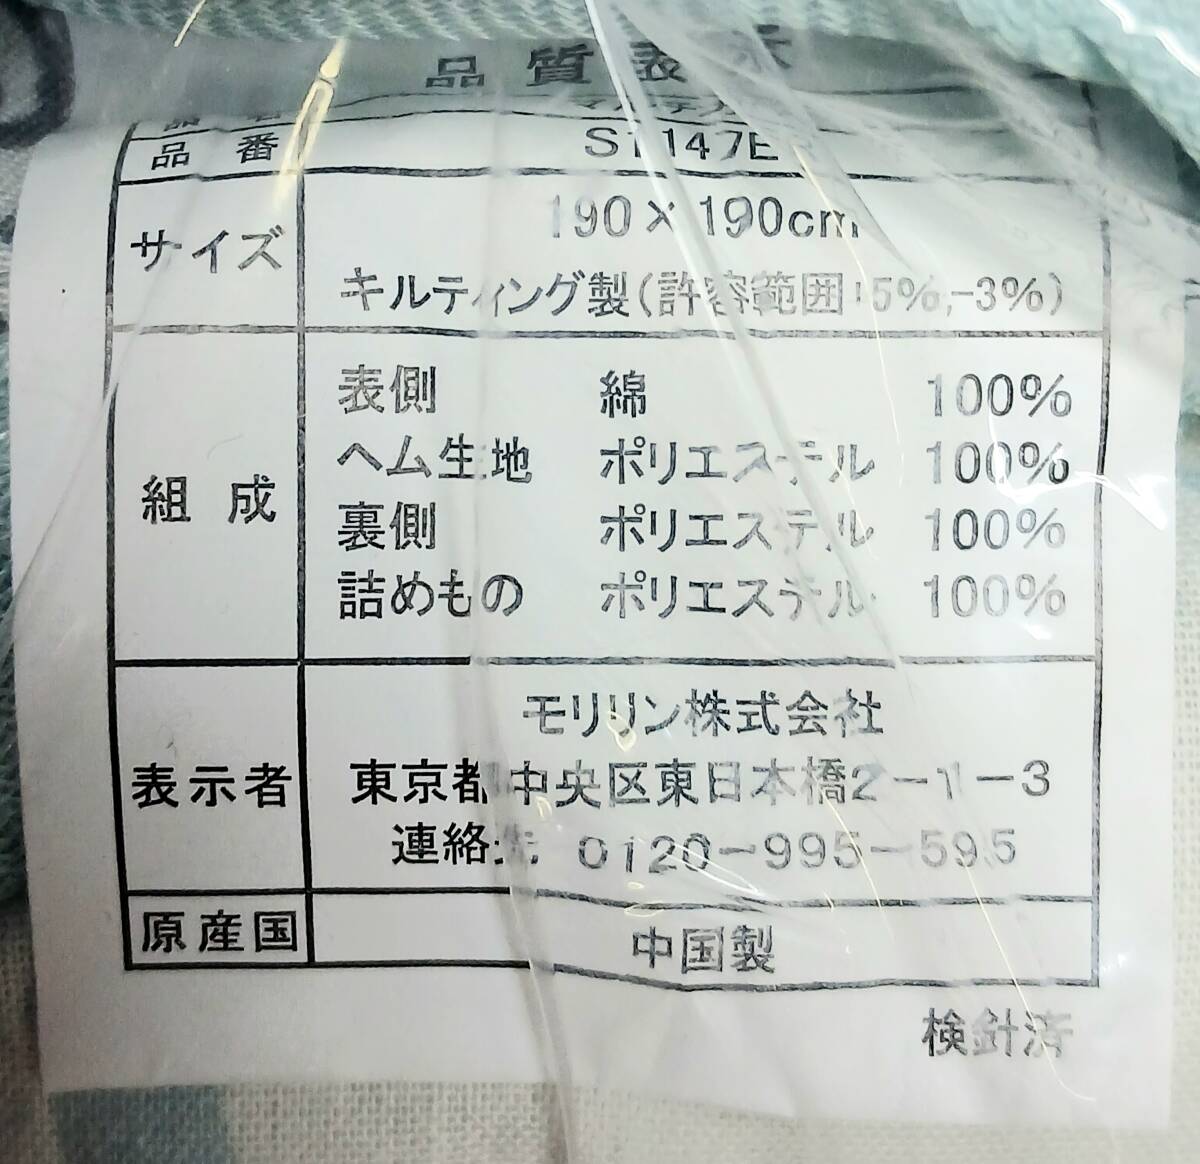 品質表示
品名
品番 S1147E
サイズ 190×190cm
キルティング製(許容範囲+5%,-3%)
組成 表側 綿 100%
ヘム生地 ポリエステル 100%
裏側 ポリエステル 100%
詰めもの ポリエステル 100%
表示者 モリリン株式会社
東京都中央区東日本橋2-1-3
連絡先 0120-995-595
原産国 中国製
検針済